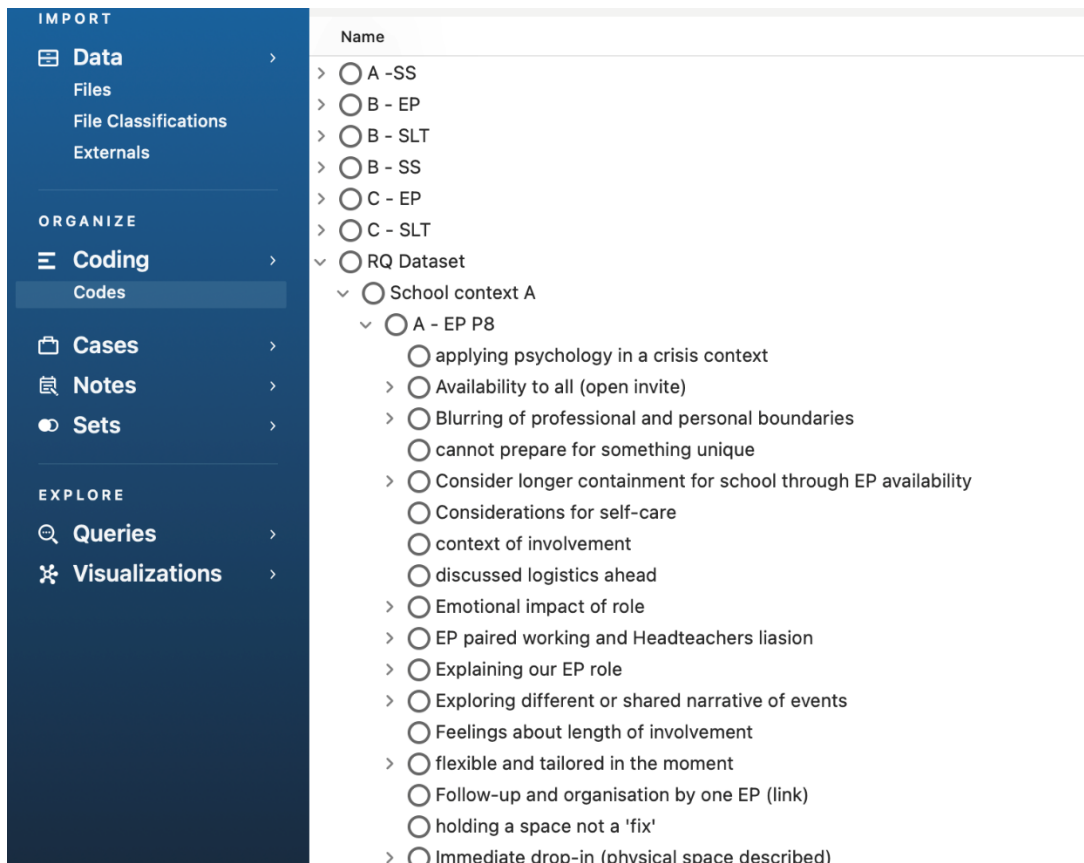 IMPORT
Data
Files
File Classifications
Externals
ORGANIZE
Coding
Codes
Cases
Notes
Sets
EXPLORE
Queries
Visualizations
Name
A -SS
B - EP
B - SLT
B - SS
C - EP
C - SLT
RQ Dataset
School context A
A - EP P8
applying psychology in a crisis context
Availability to all (open invite)
Blurring of professional and personal boundaries
cannot prepare for something unique
Consider longer containment for school through EP availability
Considerations for self-care
context of involvement
discussed logistics ahead
Emotional impact of role
EP paired working and Headteachers liasion
Explaining our EP role
Exploring different or shared narrative of events
Feelings about length of involvement
flexible and tailored in the moment
Follow-up and organisation by one EP (link)
holding a space not a 'fix'
Immediate drop-in (physical space described)